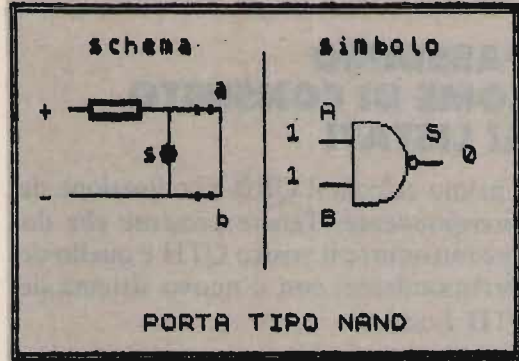 schema simbolo
a
+ A S
1 0
s
1
- B
b
PORTA TIPO NAND